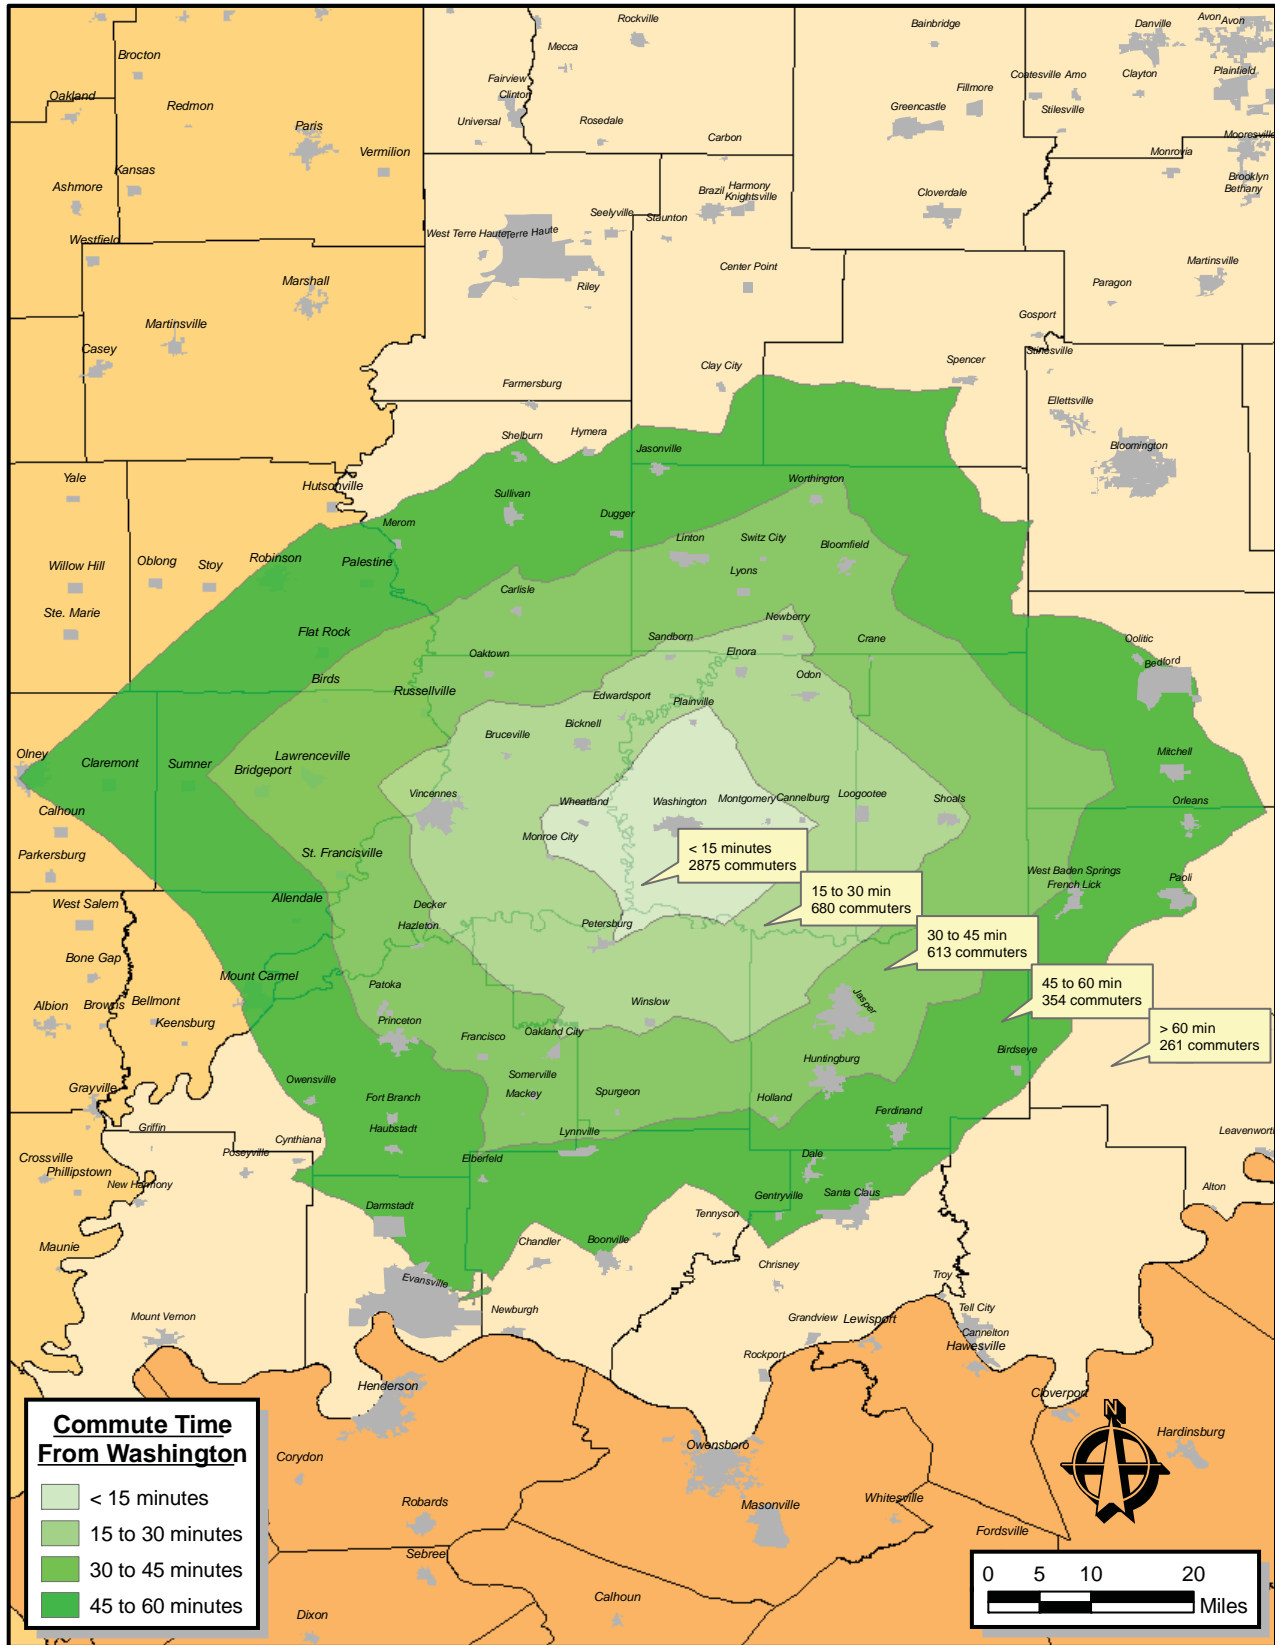 Rockville
Bainbridge
Danville
Avon
Avon
Mecca
Brocton
Fairview
Clinton
Coatesville
Amo
Clayton
Plainfield
Oakland
Redmon
Fillmore
Greencastle
Stilesville
Universal
Rosedale
Paris
Carbon
Mooresville
Vermilion
Monrovia
Kansas
Brooklyn
Bethany
Ashmore
Brazil
Harmony
Knightsville
Cloverdale
Seelyville
Staunton
West Terre Haute
Terre Haute
Westfield
Center Point
Martinsville
Marshall
Riley
Paragon
Martinsville
Gosport
Casey
Stinesville
Clay City
Spencer
Farmersburg
Ellettsville
Shelburn
Hymera
Jasonville
Bloomington
Yale
Hutsonville
Worthington
Sullivan
Merom
Dugger
Linton
Switz City
Bloomfield
Willow Hill
Oblong
Stoy
Robinson
Palestine
Lyons
Carlisle
Ste. Marie
Newberry
Flat Rock
Sandborn
Crane
Oolitic
Oaktown
Elnora
Bedford
Birds
Russellville
Odon
Edwardsport
Plainville
Bicknell
Bruceville
Olney
Claremont
Sumner
Lawrenceville
Bridgeport
Mitchell
Vincennes
Wheatland
Washington
Montgomery
Cannelburg
Loogootee
Shoals
Orleans
Calhoun
Monroe City
< 15 minutes
2875 commuters
Parkersburg
St. Francisville
West Baden Springs
French Lick
Paoli
15 to 30 min
680 commuters
West Salem
Allendale
Decker
Hazleton
Petersburg
30 to 45 min
613 commuters
Bone Gap
Mount Carmel
45 to 60 min
354 commuters
Albion
Browns
Bellmont
Keensburg
Patoka
Winslow
Jasper
Princeton
Francisco
Oakland City
> 60 min
261 commuters
Birdseye
Huntingburg
Grayville
Owensville
Somerville
Mackey
Spurgeon
Fort Branch
Holland
Ferdinand
Griffin
Haubstadt
Lynnville
Leavenworth
Cynthiana
Poseyville
Crossville
Phillipstown
Elberfeld
Dale
New Harmony
Gentryville
Santa Claus
Alton
Darmstadt
Tennyson
Maunie
Chandler
Boonville
Chrisney
Evansville
Troy
Mount Vernon
Newburgh
Grandview
Lewisport
Tell City
Cannelton
Hawesville
Rockport
Henderson
Cloverport
Commute Time
From Washington
< 15 minutes
15 to 30 minutes
30 to 45 minutes
45 to 60 minutes
Corydon
Owensboro
N
Hardinsburg
Robards
Masonville
Whitesville
Fordsville
Sebree
Calhoun
Dixon
0 5 10 20
Miles